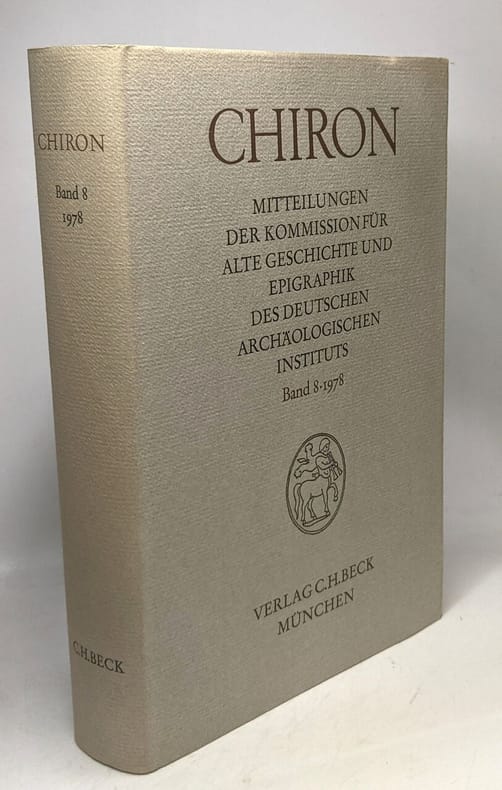 CHIRON
Band 8
1978
C.H.BECK
CHIRON
MITTEILUNGEN
DER KOMMISSION FÜR
ALTE GESCHICHTE UND
EPIGRAPHIK
DES DEUTSCHEN
ARCHÄOLOGISCHEN
INSTITUTS
Band 8·1978
VERLAG C.H.BECK
MÜNCHEN